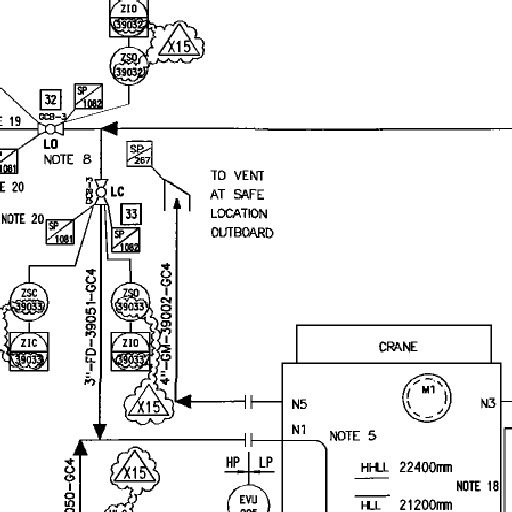 ZIO
39032
X15
ZSO
39032
SP
1082
32
GCB-3
E 19
LO
NOTE 8
SP
267
1081
E 20
LC
TO VENT
AT SAFE
LOCATION
OUTBOARD
NOTE 20
33
SP
1081
SP
1082
ZSC
39033
ZSO
39033
ZIC
39033
ZIO
39033
3"-FD-39051-GC4
4"-GM-39002-GC4
X15
CRANE
M1
N5
N3
N1
NOTE 5
X15
050-GC4
HP
LP
HHLL 22400mm
NOTE 18
HLL 21200mm
EVU